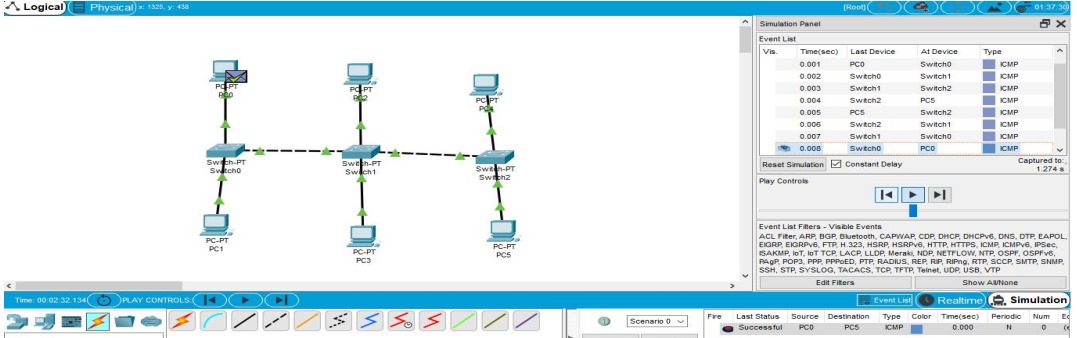 Logical Physical x: 1325, y: 438 [Root] 01:37:30
PC-PT
PC0
PC-PT
PC2
PC-PT
PC4
Switch-PT
Switch0
Switch-PT
Switch1
Switch-PT
Switch2
PC-PT
PC1
PC-PT
PC3
PC-PT
PC5
Simulation Panel
Event List
Vis. Time(sec) Last Device At Device Type
0.001 PC0 Switch0 ICMP
0.002 Switch0 Switch1 ICMP
0.003 Switch1 Switch2 ICMP
0.004 Switch2 PC5 ICMP
0.005 PC5 Switch2 ICMP
0.006 Switch2 Switch1 ICMP
0.007 Switch1 Switch0 ICMP
0.008 Switch0 PC0 ICMP
Reset Simulation Constant Delay Captured to:
1.274 s
Play Controls
Event List Filters - Visible Events
ACL Filter, ARP, BGP, Bluetooth, CAPWAP, CDP, DHCP, DHCPv6, DNS, DTP, EAPOL,
EIGRP, EIGRPv6, FTP, H.323, HSRP, HSRPv6, HTTP, HTTPS, ICMP, ICMPv6, IPSec,
ISAKMP, IoT, IoT TCP, LACP, LLDP, Meraki, NDP, NETFLOW, NTP, OSPF, OSPFv6,
PAgP, POP3, PPP, PPPoED, PTP, RADIUS, REP, RIP, RIPng, RTP, SCCP, SMTP, SNMP,
SSH, STP, SYSLOG, TACACS, TCP, TFTP, Telnet, UDP, USB, VTP
Edit Filters Show All/None
Time: 00:02:32.134 PLAY CONTROLS: Event List Realtime Simulation
Scenario 0
Fire Last Status Source Destination Type Color Time(sec) Periodic Num
Successful PC0 PC5 ICMP 0.000 N 0